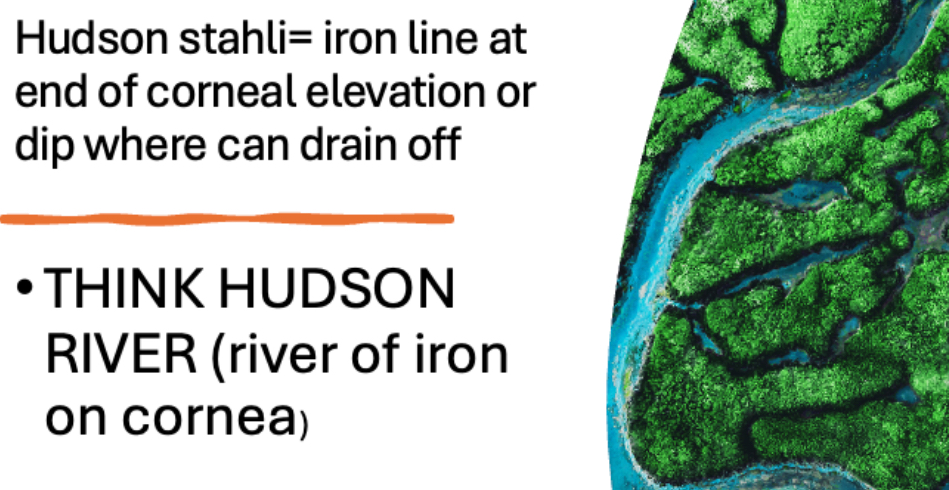 Hudson stahli= iron line at
end of corneal elevation or
dip where can drain off
• THINK HUDSON
RIVER (river of iron
on cornea)